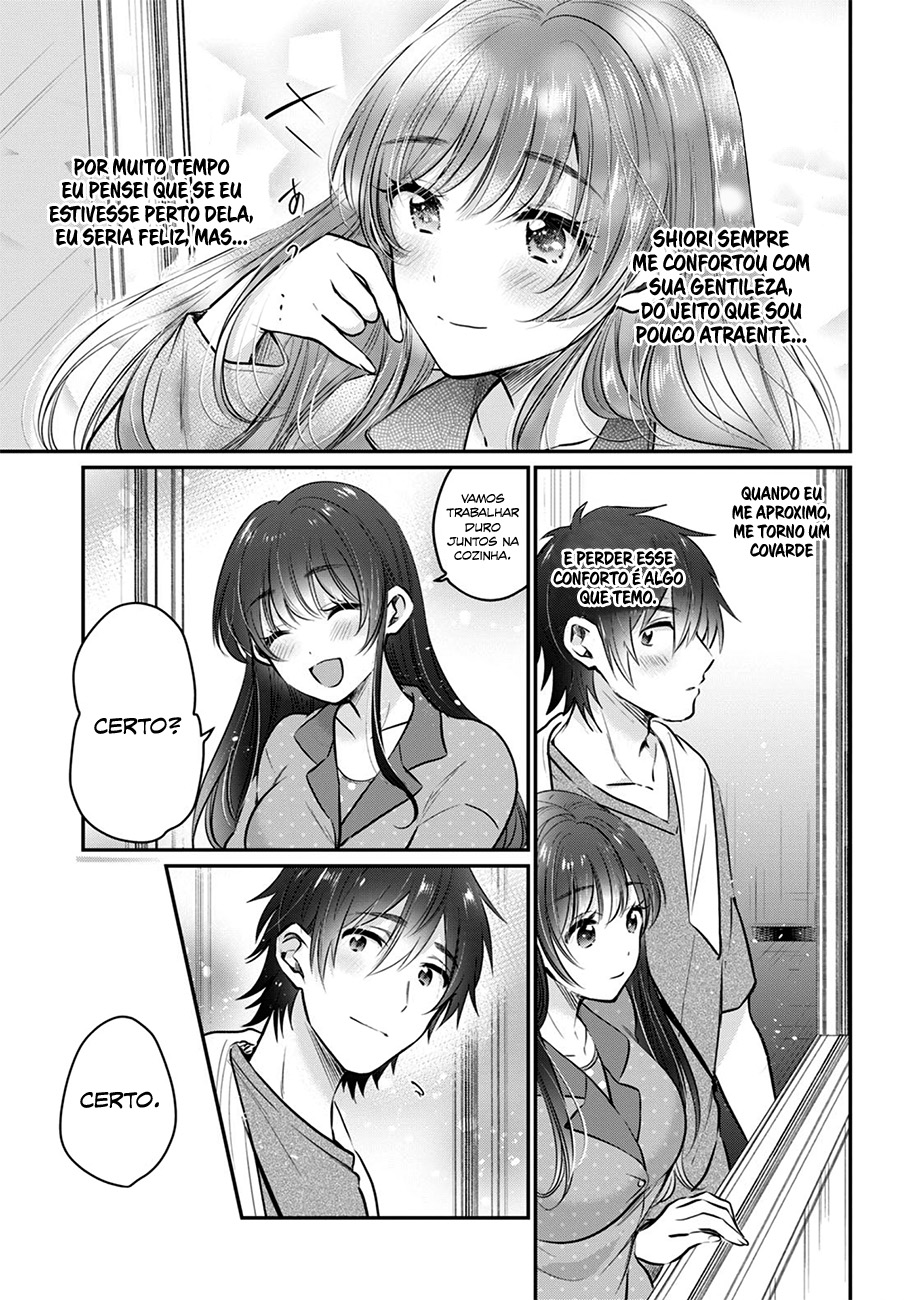 SHIORI SEMPRE
ME CONFORTOU COM
SUA GENTILEZA,
DO JEITO QUE SOU
POUCO ATRAENTE...
POR MUITO TEMPO
EU PENSEI QUE SE EU
ESTIVESSE PERTO DELA,
EU SERIA FELIZ, MAS...
QUANDO EU
ME APROXIMO,
ME TORNO UM
COVARDE
E PERDER ESSE
CONFORTO É ALGO
QUE TEMO.
VAMOS
TRABALHAR
DURO
JUNTOS NA
COZINHA.
CERTO?
CERTO.